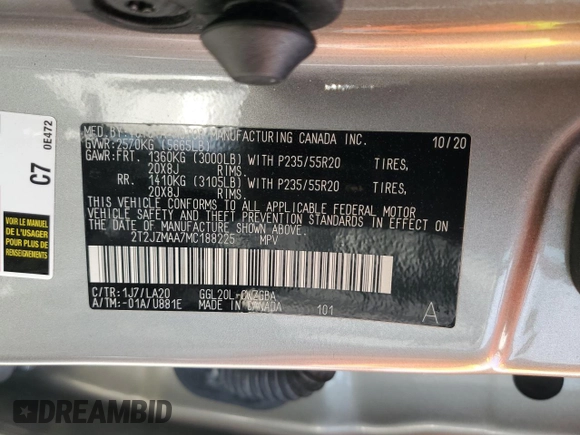 MFD.BY: MANUFACTURING CANADA INC. 10/20
GVWR: 2570KG (5665LB)
GAWR: FRT. 1360KG (3000LB) WITH P235/55R20 TIRES,
20X8J RIMS.
RR. 1410KG (3105LB) WITH P235/55R20 TIRES,
20X8J RIMS.
THIS VEHICLE CONFORMS TO ALL APPLICABLE FEDERAL MOTOR
VEHICLE SAFETY AND THEFT PREVENTION STANDARDS IN EFFECT ON
THE DATE OF MANUFACTURE SHOWN ABOVE.
2T2JZMAA7MC188225 MPV
C/TR: 1J7/LA20 GGL20L-
A/TM: -01A/U881E MADE IN CANADA 101 A
C7
0E472
VOIR LE MANUEL
DE L'USAGER
POUR PLUS DE
RENSEIGNEMENTS
DREAMBID